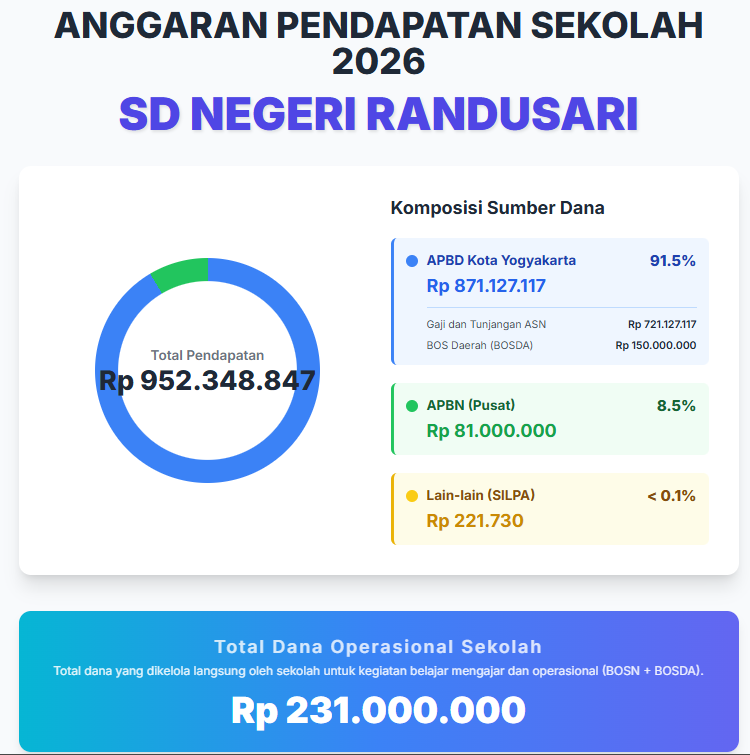 ANGGARAN PENDAPATAN SEKOLAH
2026
SD NEGERI RANDUSARI
Total Pendapatan
Rp 952.348.847
Komposisi Sumber Dana
APBD Kota Yogyakarta 91.5%
Rp 871.127.117
Gaji dan Tunjangan ASN Rp 721.127.117
BOS Daerah (BOSDA) Rp 150.000.000
APBN (Pusat) 8.5%
Rp 81.000.000
Lain-lain (SILPA) < 0.1%
Rp 221.730
Total Dana Operasional Sekolah
Total dana yang dikelola langsung oleh sekolah untuk kegiatan belajar mengajar dan operasional (BOSN + BOSDA).
Rp 231.000.000